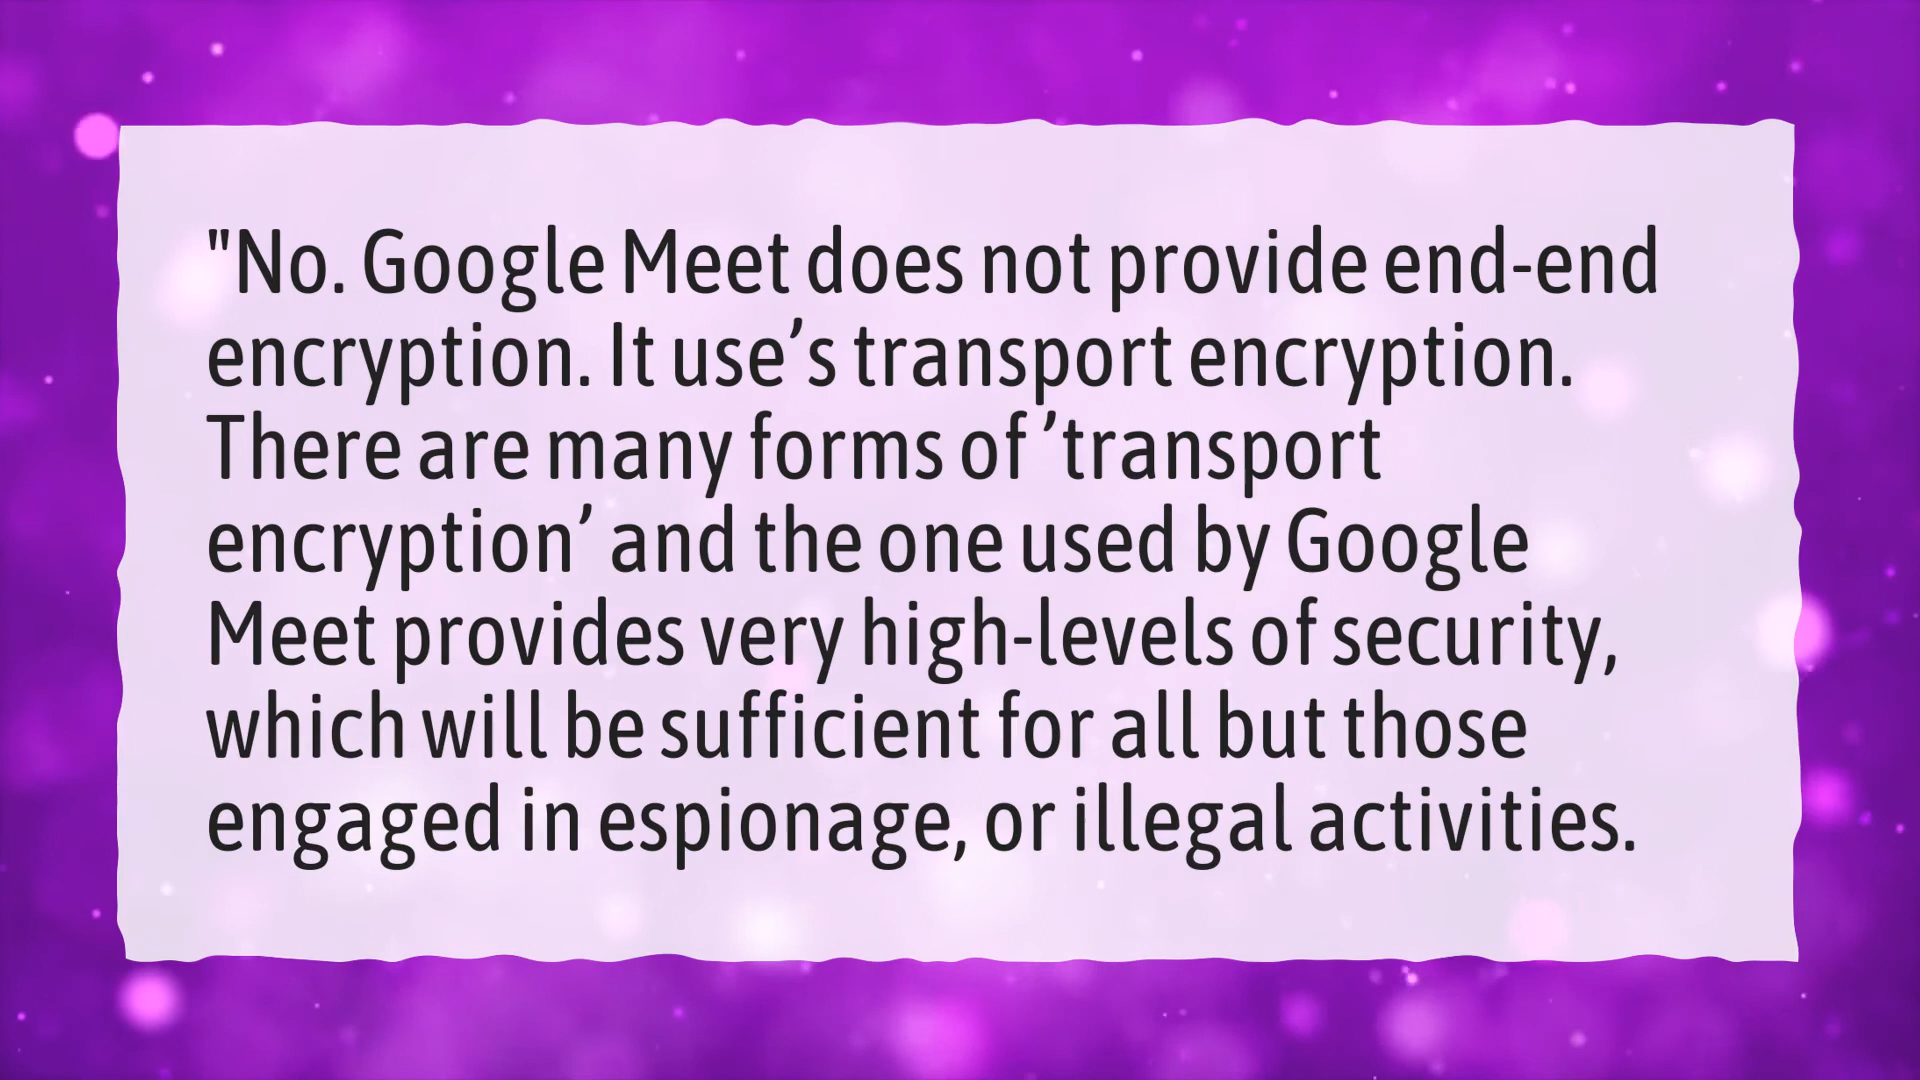 "No. Google Meet does not provide end-end
encryption. It use’s transport encryption.
There are many forms of ’transport
encryption’ and the one used by Google
Meet provides very high-levels of security,
which will be sufficient for all but those
engaged in espionage, or illegal activities.